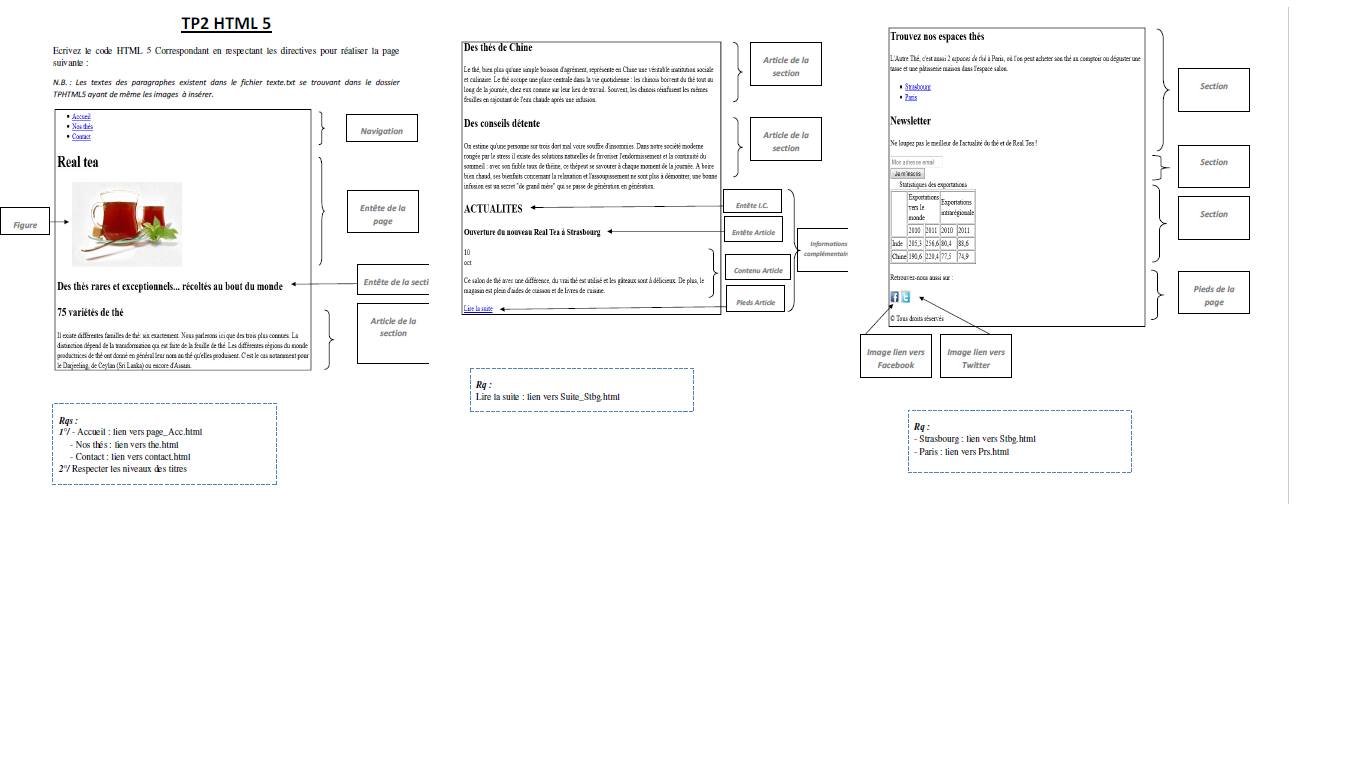 TP2 HTML 5
Ecrivez le code HTML 5 Correspondant en respectant les directives pour réaliser la page
suivante :
N.B. : Les textes des paragraphes existent dans le fichier texte.txt se trouvant dans le dossier
TPHTML5 ayant de même les images à insérer.
Accueil
Nos thés
Contact
Navigation
Real tea
Entête de la
page
Figure
Des thés rares et exceptionnels... récoltés au bout du monde
Entête de la secti
75 variétés de thé
Article de la
section
Il existe différentes familles de thé: six exactement. Nous parlerons ici que des trois plus connues. La
distinction dépend de la transformation qui est faite de la feuille de thé. Les différentes régions du monde
productrices de thé ont donné en général leur nom au thé qu'elles produisent. C'est le cas notamment pour
le Darjeeling, de Ceylan (Sri Lanka) ou encore d'Assam.
Rqs :
1°/ - Accueil : lien vers page_Acc.html
- Nos thés : lien vers the.html
- Contact : lien vers contact.html
2°/ Respecter les niveaux des titres
Des thés de Chine
Le thé, bien plus qu'une simple boisson d'agrément, représente en Chine une véritable institution sociale
et culinaire. Le thé occupe une place centrale dans la vie quotidienne : les chinois boivent du thé tout au
long de la journée, chez eux comme sur leur lieu de travail. Souvent, les chinois réinfusent les mêmes
feuilles en rajoutant de l'eau chaude après une infusion.
Article de la
section
Des conseils détente
On estime qu'une personne sur trois dort mal voire souffre d'insomnies. Dans notre société moderne
rongée par le stress il existe des solutions naturelles de favoriser l'endormissement et la continuité du
sommeil : avec son faible taux de théine, ce thépeut se savourer à chaque moment de la journée. A boire
bien chaud, ses bienfaits concernant la relaxation et l'assoupissement ne sont plus à démontrer, une bonne
infusion est un secret "de grand mère" qui se passe de génération en génération.
Article de la
section
ACTUALITES
Entête I.C.
Ouverture du nouveau Real Tea à Strasbourg
Entête Article
10
oct
Ce salon de thé avec une différence, du vrai thé est utilisé et les gâteaux sont à délicieux. De plus, le
magasin est plein d'aides de cuisson et de livres de cuisine.
Contenu Article
Informations
complémentair
Lire la suite
Pieds Article
Rq :
Lire la suite : lien vers Suite_Stbg.html
Trouvez nos espaces thés
L'Autre Thé, c'est aussi 2 espaces de thé à Paris, où l'on peut acheter son thé au comptoir ou déguster une
tasse et une pâtisserie maison dans l'espace salon.
Strasbourg
Paris
Section
Newsletter
Ne loupez pas le meilleur de l'actualité du thé et de Real Tea !
Mon adresse email
Je m'inscris
Section
Statistiques des exportations
Exportations vers le monde Exportations intrarégionale
2010 2011 2010 2011
Inde 205,3 256,6 80,4 88,6
Chine 190,6 220,4 77,5 74,9
Section
Retrouvez-nous aussi sur :
Pieds de la
page
© Tous droits réservés
Image lien vers
Facebook
Image lien vers
Twitter
Rq :
- Strasbourg : lien vers Stbg.html
- Paris : lien vers Prs.html